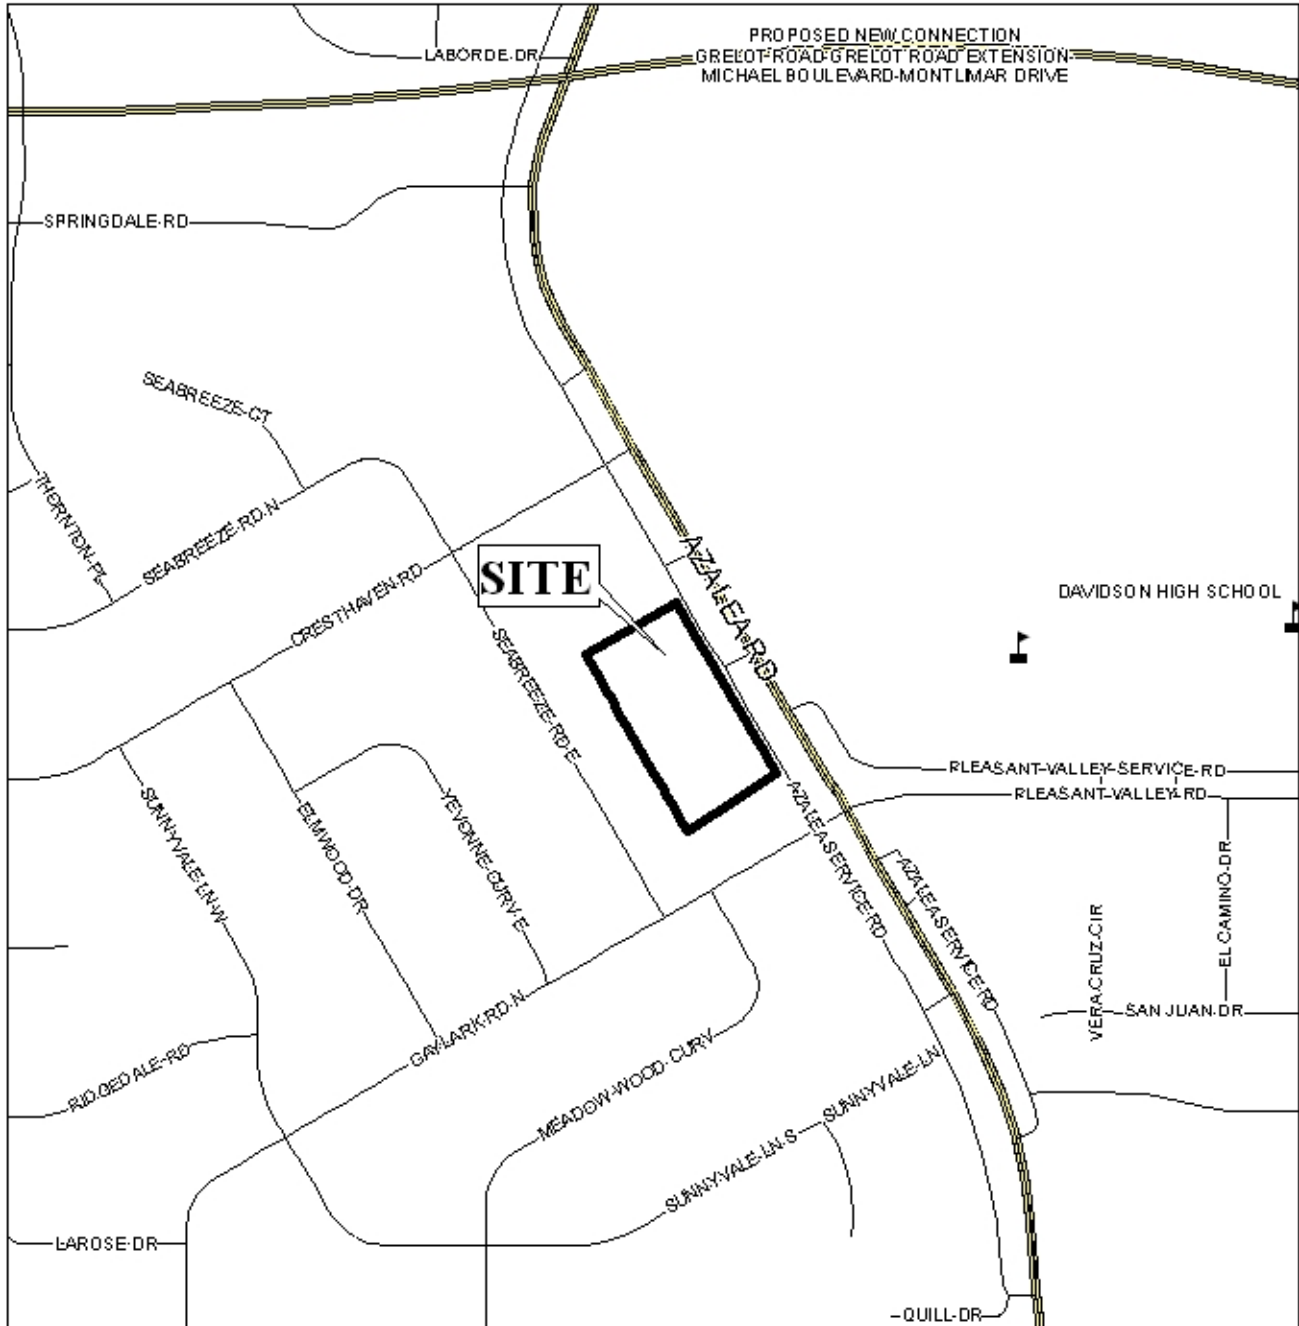 PROPOSED NEW CONNECTION
LABORDE DR
GRELOT ROAD-GRELOT ROAD EXTENSION
MICHAEL BOULEVARD-MONTLIMAR DRIVE
SPRINGDALE RD
SEABREEZE CT
THORNTON PL
SEABREEZE RD N
AZALEA RD
SITE
CRESTHAVEN RD
DAVIDSON HIGH SCHOOL
SEABREEZE RD E
PLEASANT VALLEY SERVICE RD
PLEASANT VALLEY RD
SUNNYVALE LN W
ELMWOOD DR
YEVONNE CURV E
AZALEA SERVICE RD
AZALEA SERVICE RD
EL CAMINO DR
VERA CRUZ CIR
SAN JUAN DR
GAYLARK RD N
RIDGEDALE RD
MEADOW WOOD CURV
SUNNYVALE LN
SUNNYVALE LN S
LAROSE DR
QUILL DR